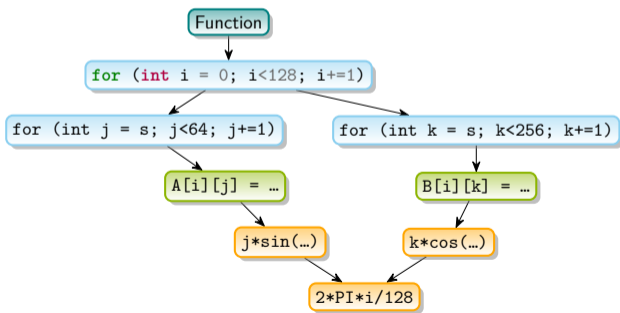 Function
for (int i = 0; i<128; i+=1)
for (int j = s; j<64; j+=1)
for (int k = s; k<256; k+=1)
A[i][j] = …
B[i][k] = …
j*sin(…)
k*cos(…)
2*PI*i/128